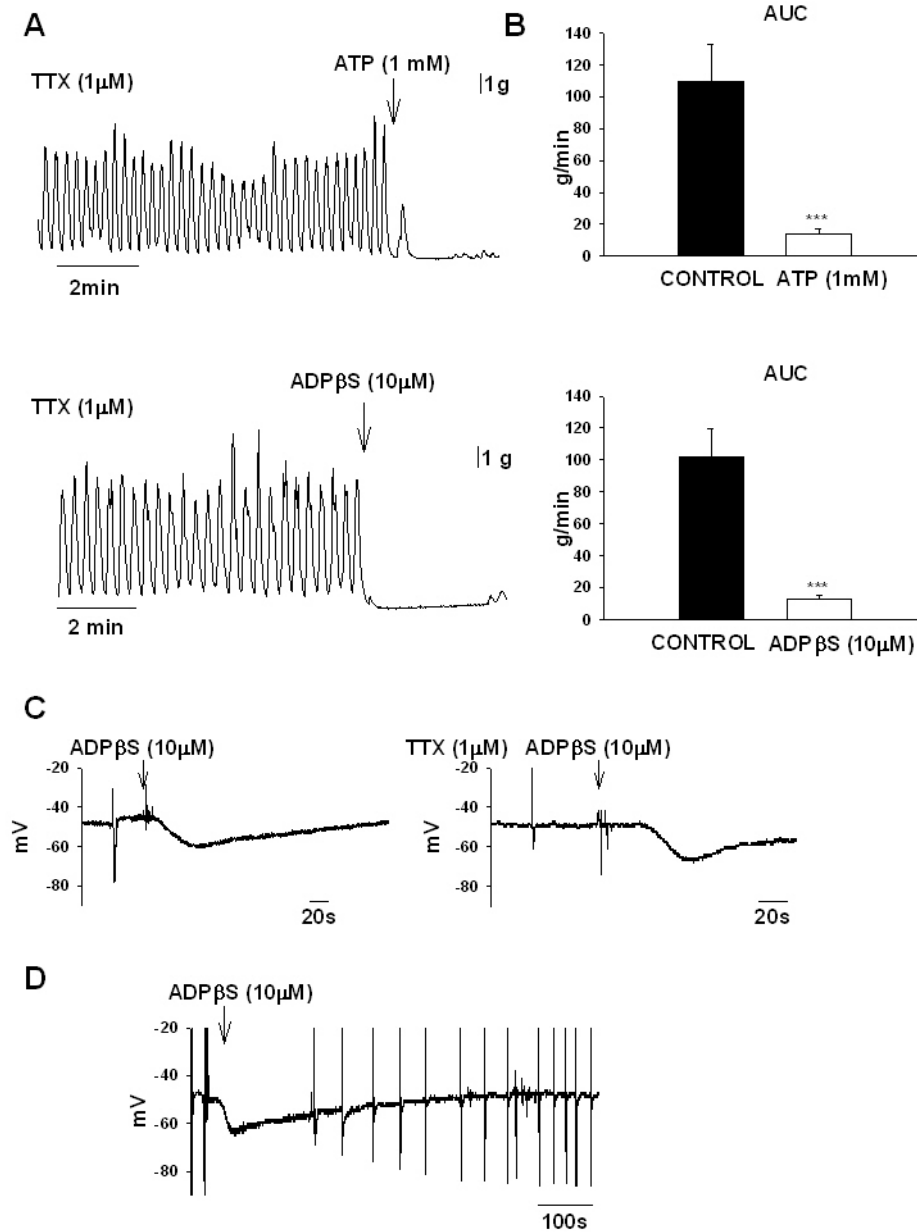 A
TTX (1µM)
ATP (1 mM)
1g
2min
B
AUC
140
120
100
80
60
40
20
0
g/min
***
CONTROL ATP (1mM)
TTX (1µM)
ADPβS (10µM)
1 g
2 min
AUC
140
120
100
80
60
40
20
0
g/min
***
CONTROL ADPβS (10µM)
C
ADPβS (10µM)
-20
-40
-60
-80
mV
20s
TTX (1µM) ADPβS (10µM)
-20
-40
-60
-80
mV
20s
D
ADPβS (10µM)
-20
-40
-60
-80
mV
100s